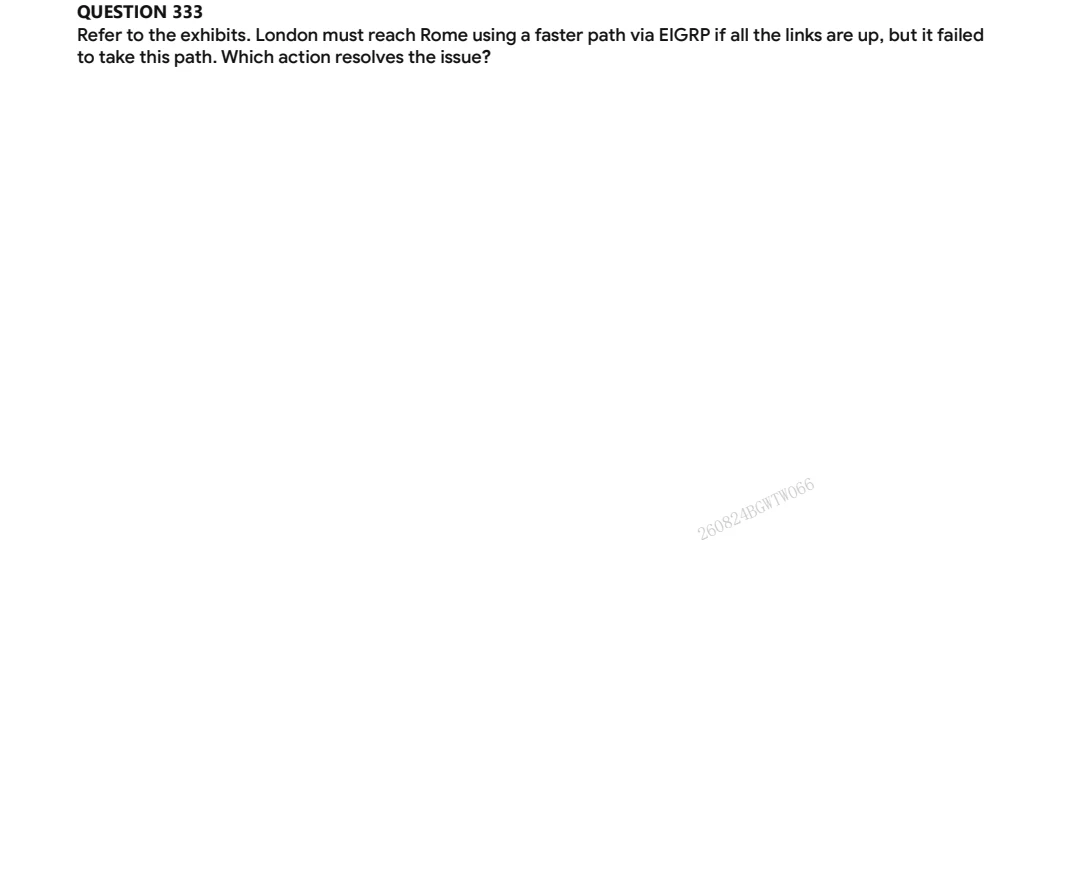 QUESTION 333
Refer to the exhibits. London must reach Rome using a faster path via EIGRP if all the links are up, but it failed
to take this path. Which action resolves the issue?
260824BGWTW066